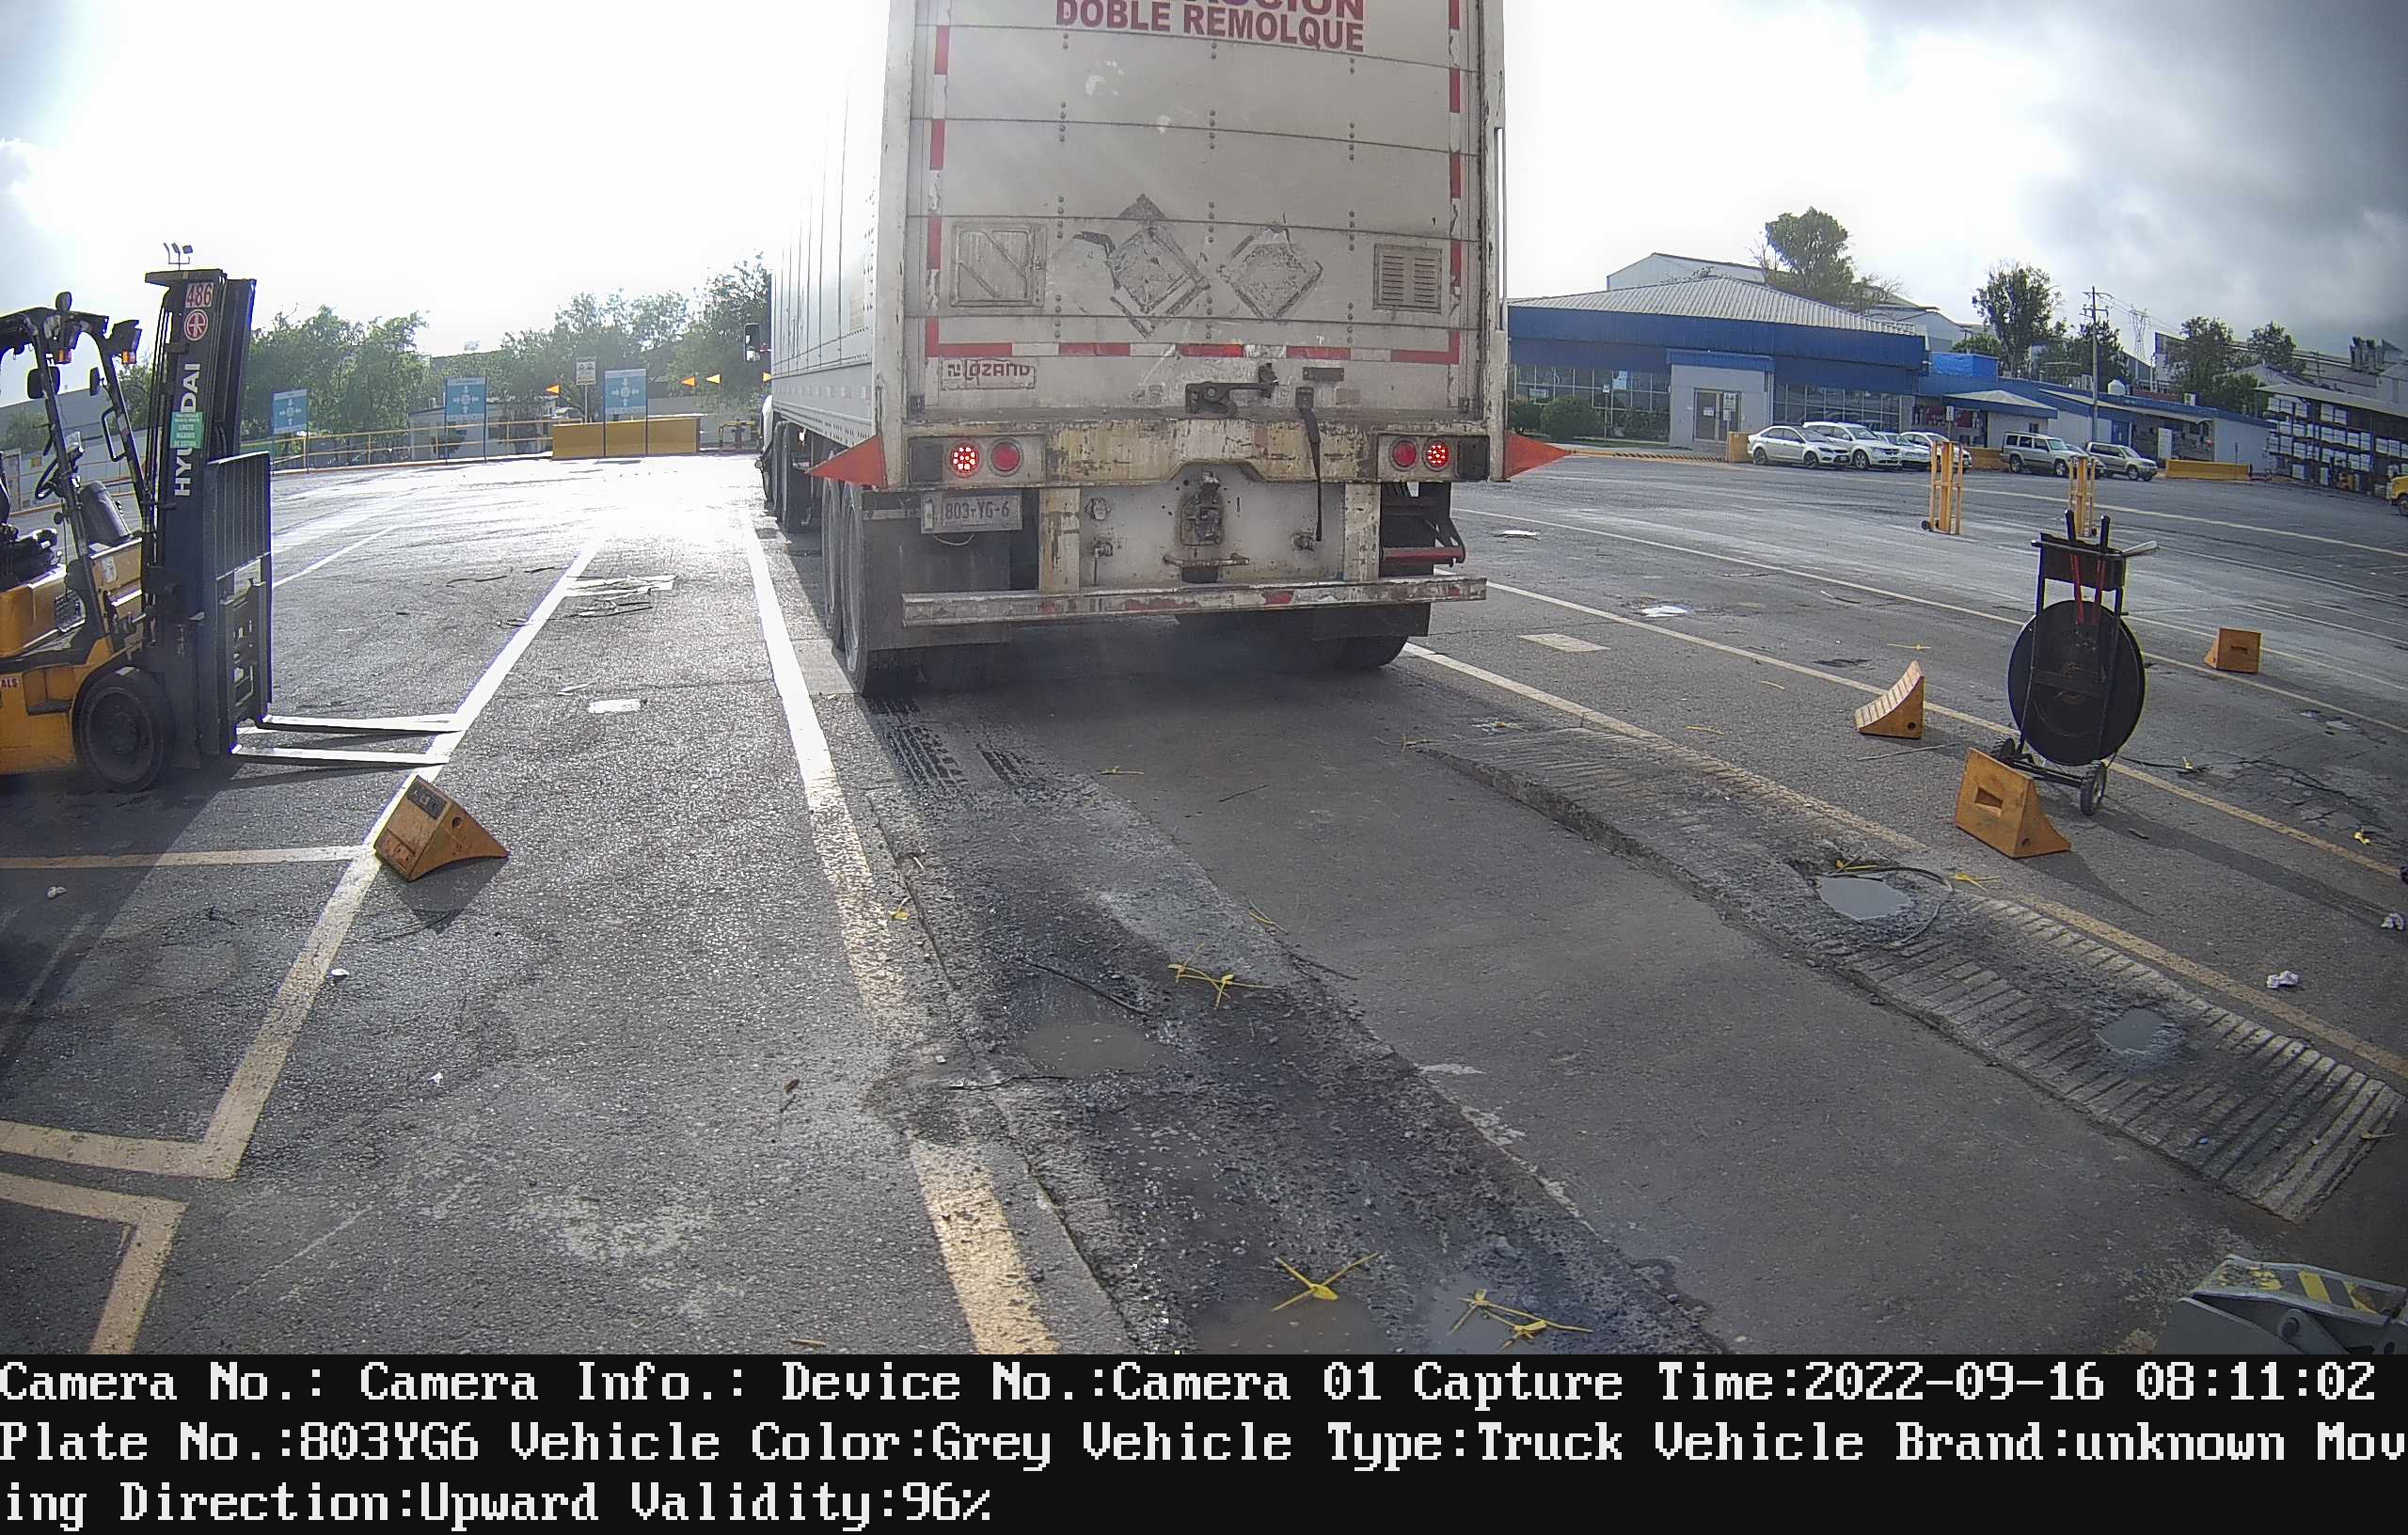 DOBLE REMOLQUE
486
HYUNDAI
LOZANO
803-YG-6
Camera No.: Camera Info.: Device No.:Camera 01 Capture Time:2022-09-16 08:11:02
Plate No.:803YG6 Vehicle Color:Grey Vehicle Type:Truck Vehicle Brand:unknown Mov
ing Direction:Upward Validity:96%